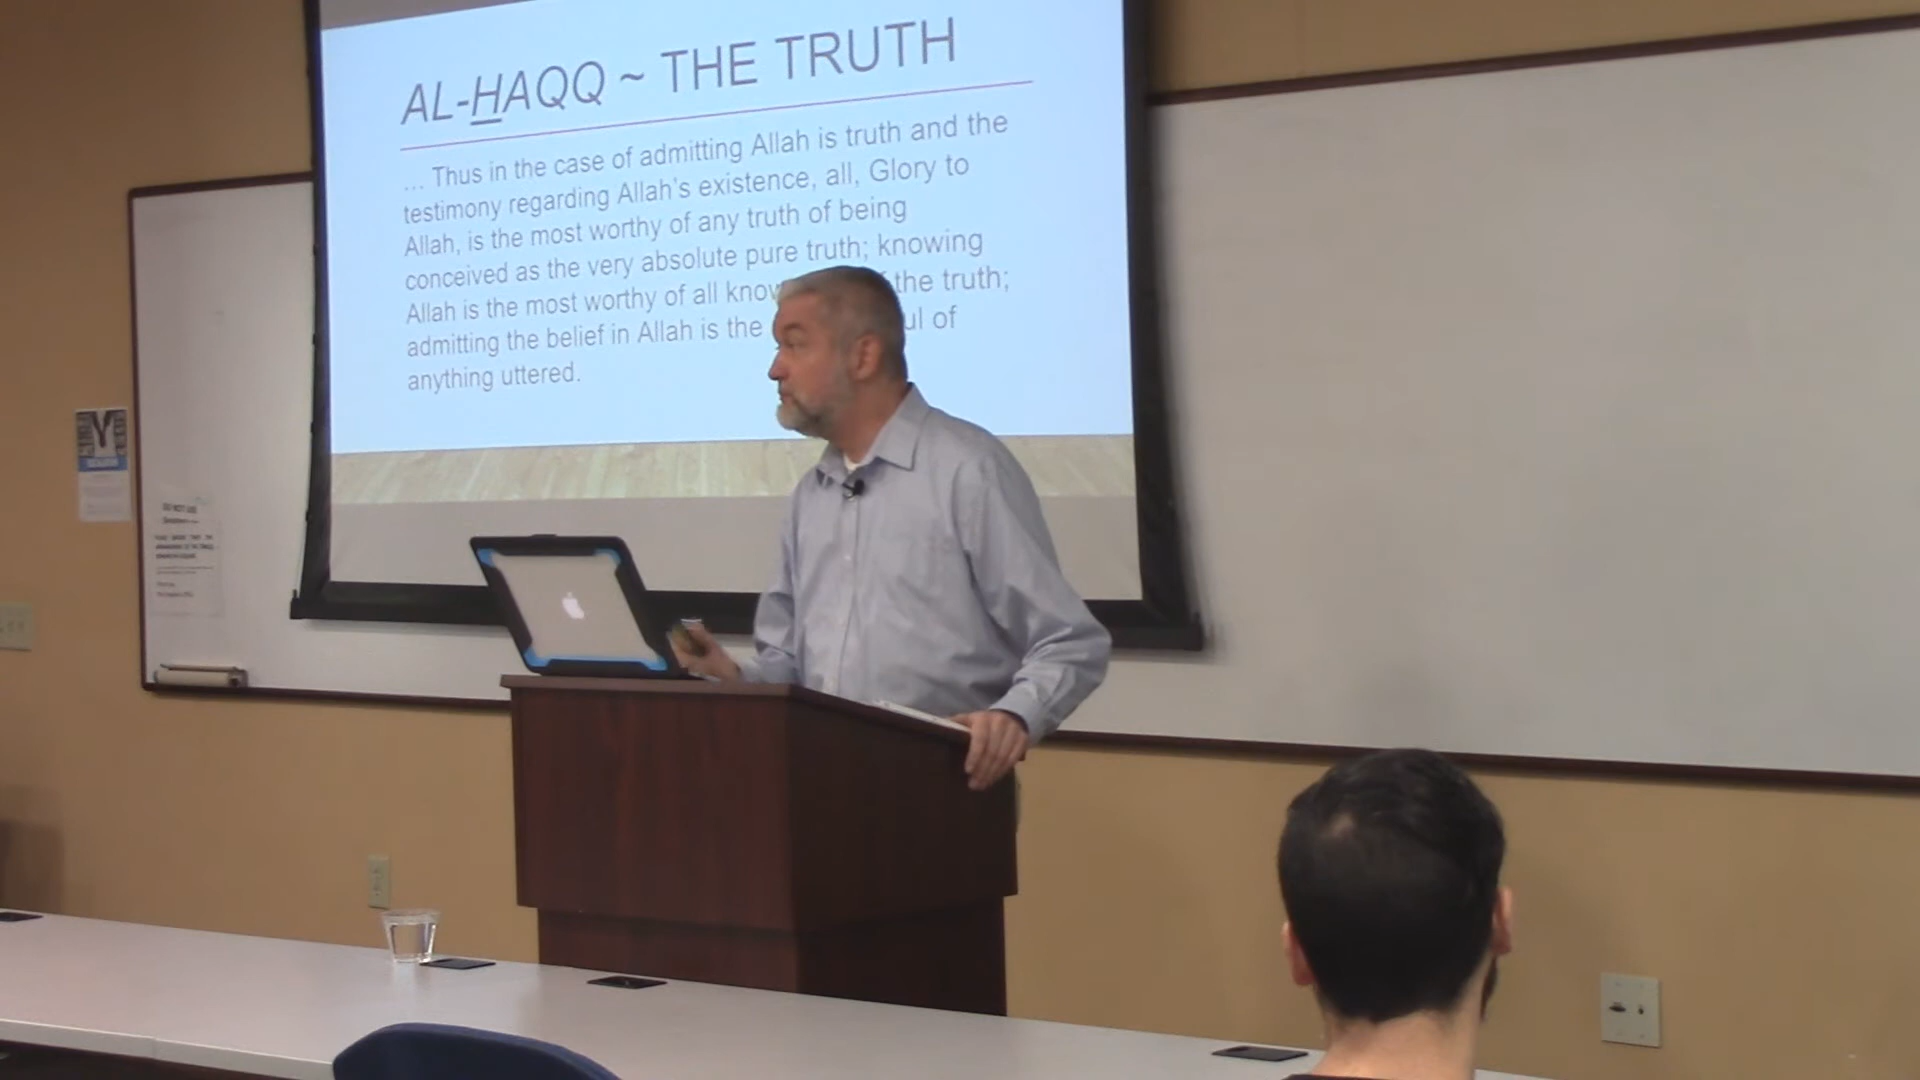 AL-HAQQ ~ THE TRUTH
... Thus in the case of admitting Allah is truth and the
testimony regarding Allah's existence, all, Glory to
Allah, is the most worthy of any truth of being
conceived as the very absolute pure truth; knowing
Allah is the most worthy of all the truth;
admitting the belief in Allah is the of
anything uttered.
DO NOT USE